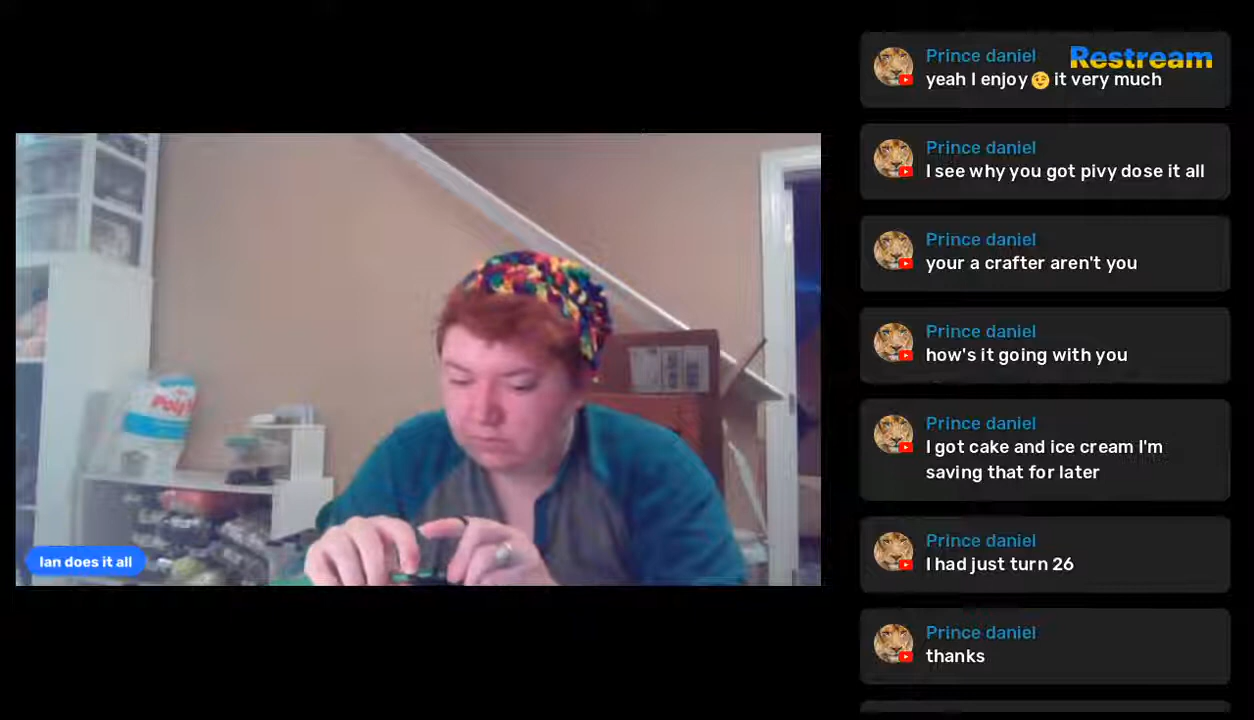 Prince daniel
Restream
yeah I enjoy 😉 it very much
Prince daniel
I see why you got pivy dose it all
Prince daniel
your a crafter aren't you
Prince daniel
how's it going with you
Prince daniel
I got cake and ice cream I'm
saving that for later
Prince daniel
I had just turn 26
Prince daniel
thanks
Ian does it all